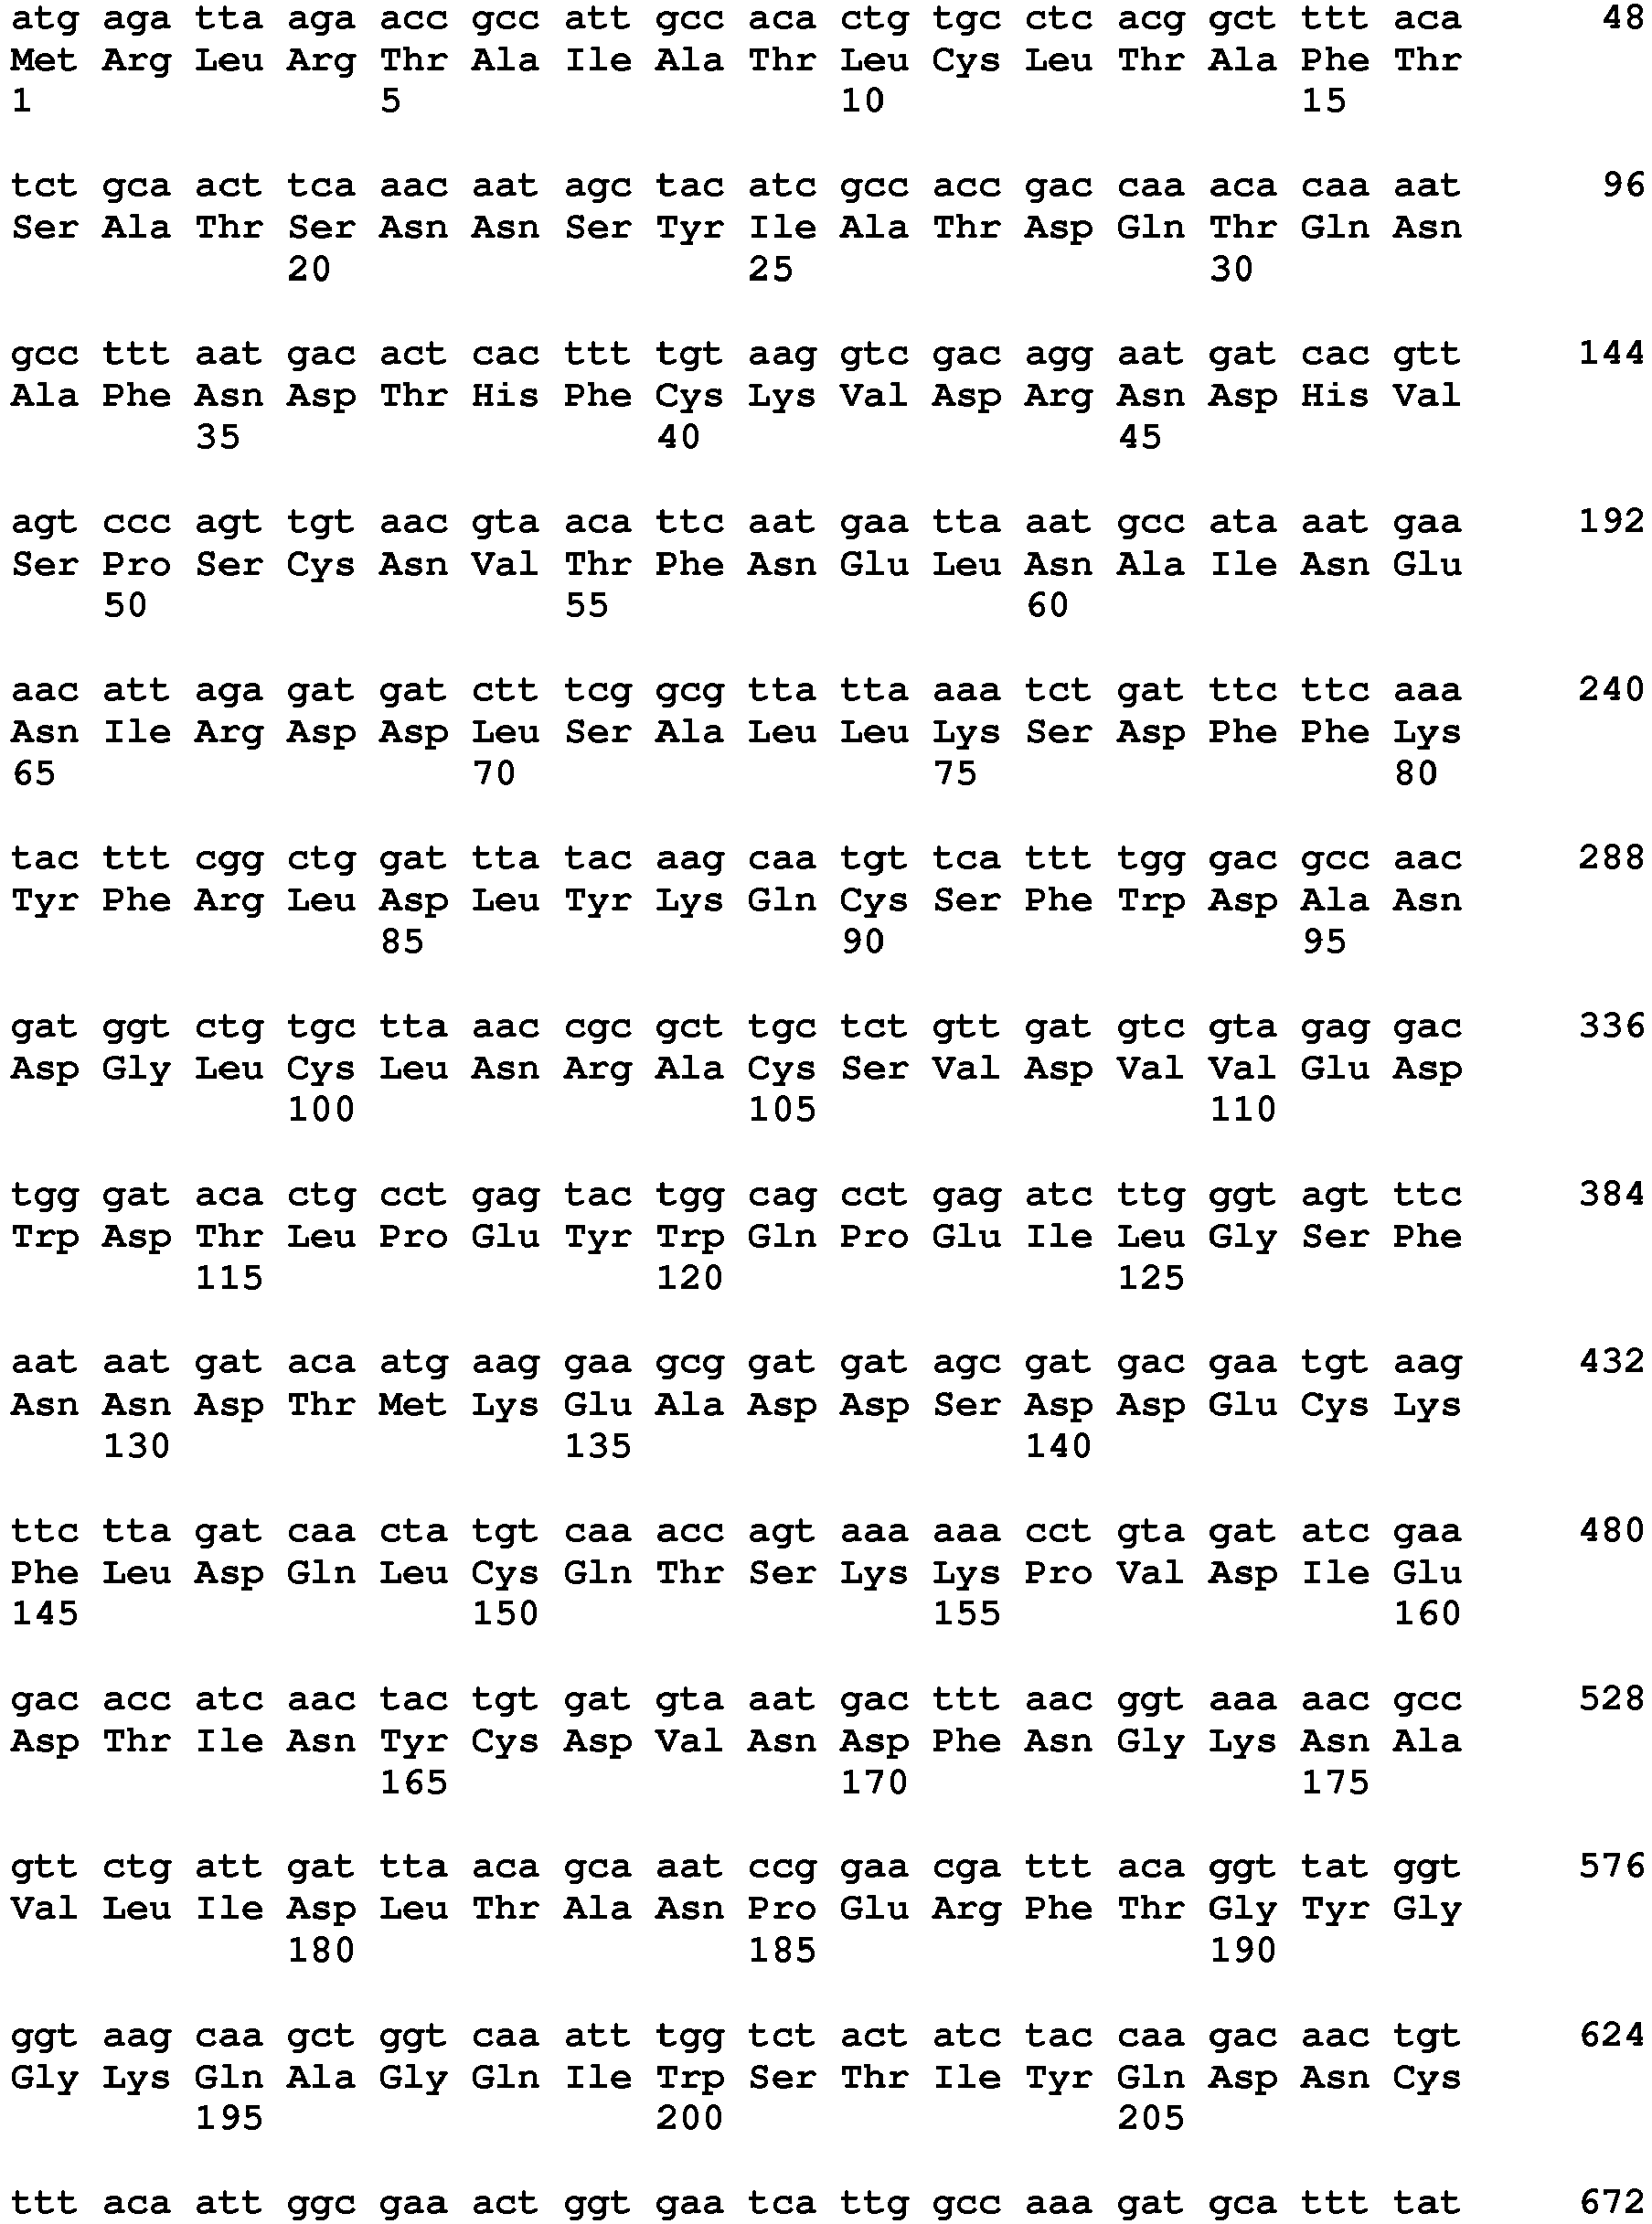 atg aga tta aga acc gcc att gcc aca ctg tgc ctc acg gct ttt aca 48
Met Arg Leu Arg Thr Ala Ile Ala Thr Leu Cys Leu Thr Ala Phe Thr
1 5 10 15
tct gca act tca aac aat agc tac atc gcc acc gac caa aca caa aat 96
Ser Ala Thr Ser Asn Asn Ser Tyr Ile Ala Thr Asp Gln Thr Gln Asn
20 25 30
gcc ttt aat gac act cac ttt tgt aag gtc gac agg aat gat cac gtt 144
Ala Phe Asn Asp Thr His Phe Cys Lys Val Asp Arg Asn Asp His Val
35 40 45
agt ccc agt tgt aac gta aca ttc aat gaa tta aat gcc ata aat gaa 192
Ser Pro Ser Cys Asn Val Thr Phe Asn Glu Leu Asn Ala Ile Asn Glu
50 55 60
aac att aga gat gat ctt tcg gcg tta tta aaa tct gat ttc ttc aaa 240
Asn Ile Arg Asp Asp Leu Ser Ala Leu Leu Lys Ser Asp Phe Phe Lys
65 70 75 80
tac ttt cgg ctg gat tta tac aag caa tgt tca ttt tgg gac gcc aac 288
Tyr Phe Arg Leu Asp Leu Tyr Lys Gln Cys Ser Phe Trp Asp Ala Asn
85 90 95
gat ggt ctg tgc tta aac cgc gct tgc tct gtt gat gtc gta gag gac 336
Asp Gly Leu Cys Leu Asn Arg Ala Cys Ser Val Asp Val Val Glu Asp
100 105 110
tgg gat aca ctg cct gag tac tgg cag cct gag atc ttg ggt agt ttc 384
Trp Asp Thr Leu Pro Glu Tyr Trp Gln Pro Glu Ile Leu Gly Ser Phe
115 120 125
aat aat gat aca atg aag gaa gcg gat gat agc gat gac gaa tgt aag 432
Asn Asn Asp Thr Met Lys Glu Ala Asp Asp Ser Asp Asp Glu Cys Lys
130 135 140
ttc tta gat caa cta tgt caa acc agt aaa aaa cct gta gat atc gaa 480
Phe Leu Asp Gln Leu Cys Gln Thr Ser Lys Lys Pro Val Asp Ile Glu
145 150 155 160
gac acc atc aac tac tgt gat gta aat gac ttt aac ggt aaa aac gcc 528
Asp Thr Ile Asn Tyr Cys Asp Val Asn Asp Phe Asn Gly Lys Asn Ala
165 170 175
gtt ctg att gat tta aca gca aat ccg gaa cga ttt aca ggt tat ggt 576
Val Leu Ile Asp Leu Thr Ala Asn Pro Glu Arg Phe Thr Gly Tyr Gly
180 185 190
ggt aag caa gct ggt caa att tgg tct act atc tac caa gac aac tgt 624
Gly Lys Gln Ala Gly Gln Ile Trp Ser Thr Ile Tyr Gln Asp Asn Cys
195 200 205
ttt aca att ggc gaa act ggt gaa tca ttg gcc aaa gat gca ttt tat 672